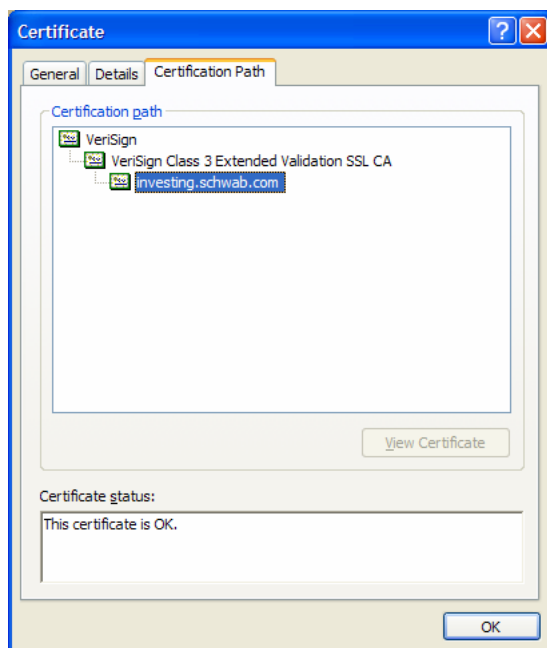 Certificate
General Details Certification Path
Certification path
VeriSign
VeriSign Class 3 Extended Validation SSL CA
investing.schwab.com
View Certificate
Certificate status:
This certificate is OK.
OK